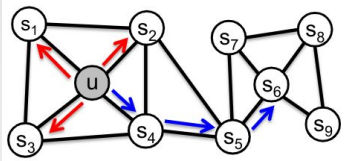 s₁ s₂ s₇ s₈
u s₆
s₃ s₄ s₅ s₉